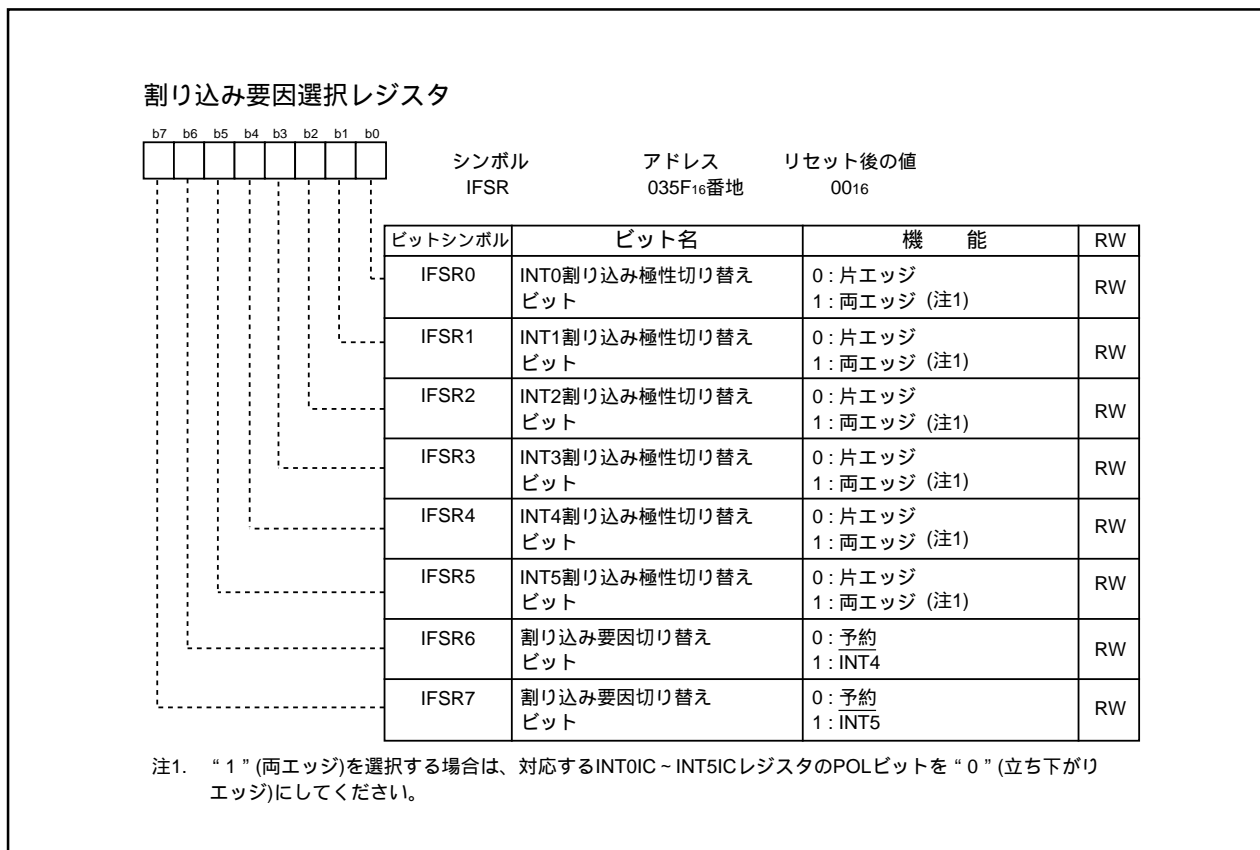 割り込み要因選択レジスタ
b7 b6 b5 b4 b3 b2 b1 b0
シンボル アドレス リセット後の値
IFSR 035F16番地 0016
ビットシンボル ビット名 機 能 RW
IFSR0 INT0割り込み極性切り替え 0 : 片エッジ RW
ビット 1 : 両エッジ (注1)
IFSR1 INT1割り込み極性切り替え 0 : 片エッジ RW
ビット 1 : 両エッジ (注1)
IFSR2 INT2割り込み極性切り替え 0 : 片エッジ RW
ビット 1 : 両エッジ (注1)
IFSR3 INT3割り込み極性切り替え 0 : 片エッジ RW
ビット 1 : 両エッジ (注1)
IFSR4 INT4割り込み極性切り替え 0 : 片エッジ RW
ビット 1 : 両エッジ (注1)
IFSR5 INT5割り込み極性切り替え 0 : 片エッジ RW
ビット 1 : 両エッジ (注1)
IFSR6 割り込み要因切り替え 0 : 予約 RW
ビット 1 : INT4
IFSR7 割り込み要因切り替え 0 : 予約 RW
ビット 1 : INT5
注1. “ 1 ” (両エッジ)を選択する場合は、対応するINT0IC ~ INT5ICレジスタのPOLビットを “ 0 ” (立ち下がり
エッジ)にしてください。